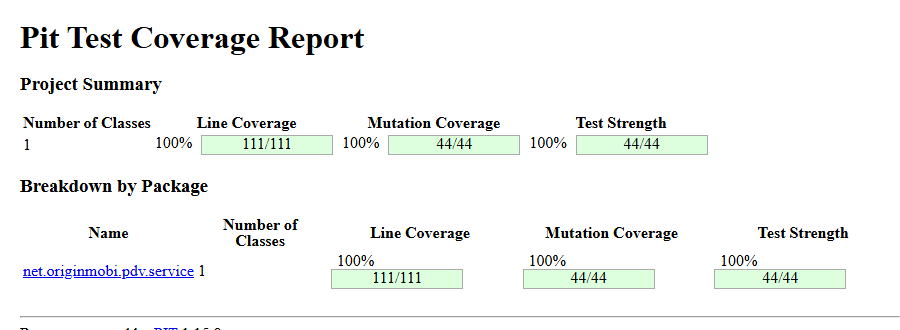 Pit Test Coverage Report
Project Summary
Number of Classes Line Coverage Mutation Coverage Test Strength
1 100% 111/111 100% 44/44 100% 44/44
Breakdown by Package
Name Number of Classes Line Coverage Mutation Coverage Test Strength
net.originmobi.pdv.service 1 100% 111/111 100% 44/44 100% 44/44